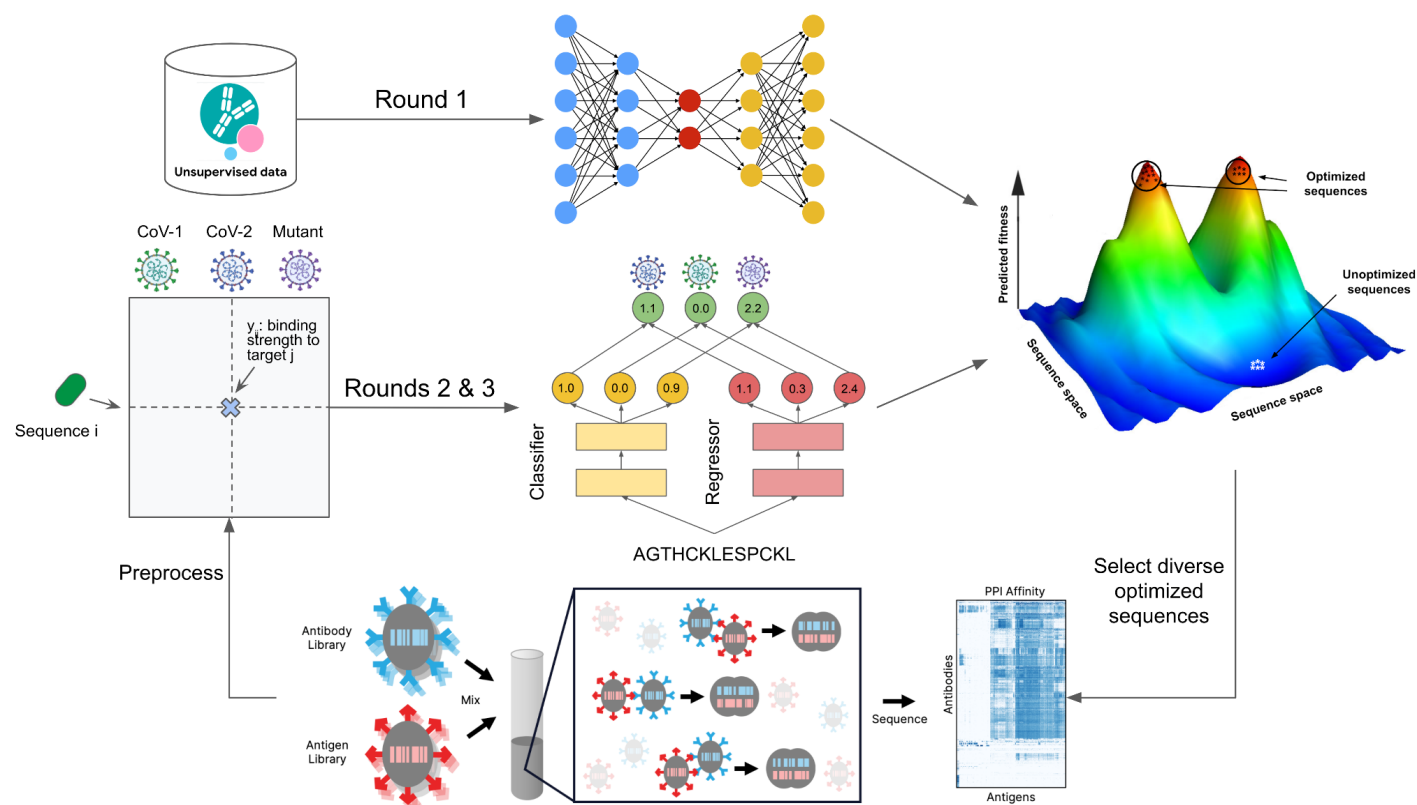 Round 1
Unsupervised data
Optimized
sequences
Predicted fitness
Unoptimized
sequences
Sequence space
Sequence space
CoV-1
CoV-2
Mutant
y_ij: binding
strength to
target j
Sequence i
Rounds 2 & 3
1.1
0.0
2.2
1.0
0.0
0.9
1.1
0.3
2.4
Classifier
Regressor
AGTHCKLESPCKL
Preprocess
Select diverse
optimized
sequences
Antibody
Library
Mix
Antigen
Library
Sequence
PPI Affinity
Antibodies
Antigens